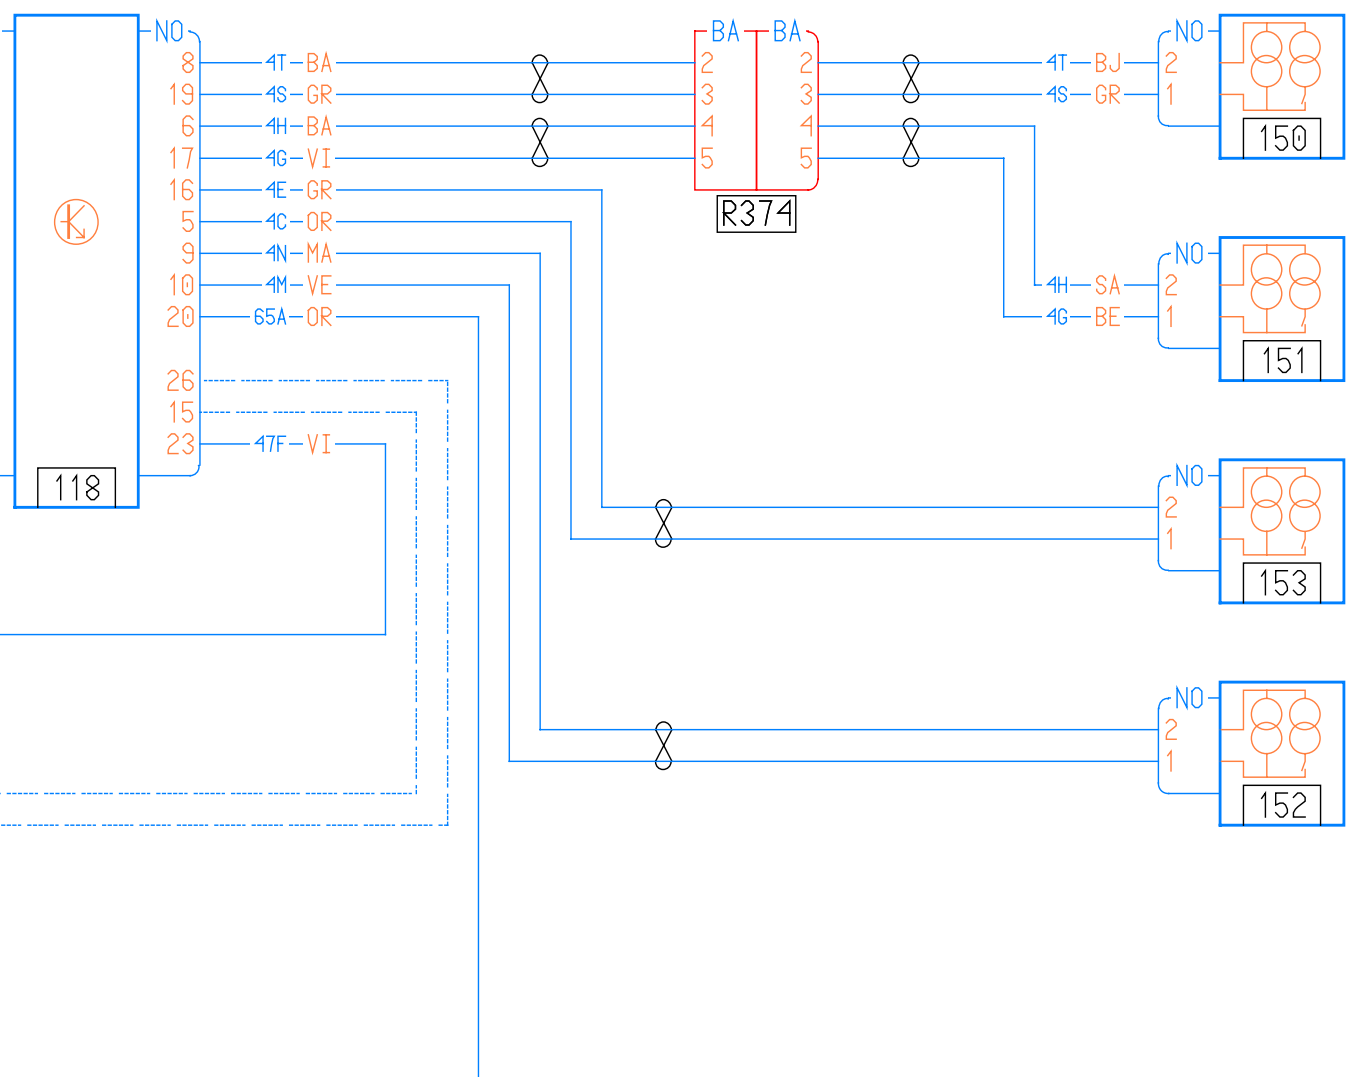 NO BA BA NO
8 4T BA 2 2 4T BJ 2
19 4S GR 3 3 4S GR 1
6 4H BA 4 4
17 4G VI 5 5 150
16 4E GR
5 4C OR R374
9 4N MA NO
10 4M VE 4H SA 2
20 65A OR 4G BE 1
151
26
15
23 47F VI
NO
118 2
1
153
NO
2
1
152